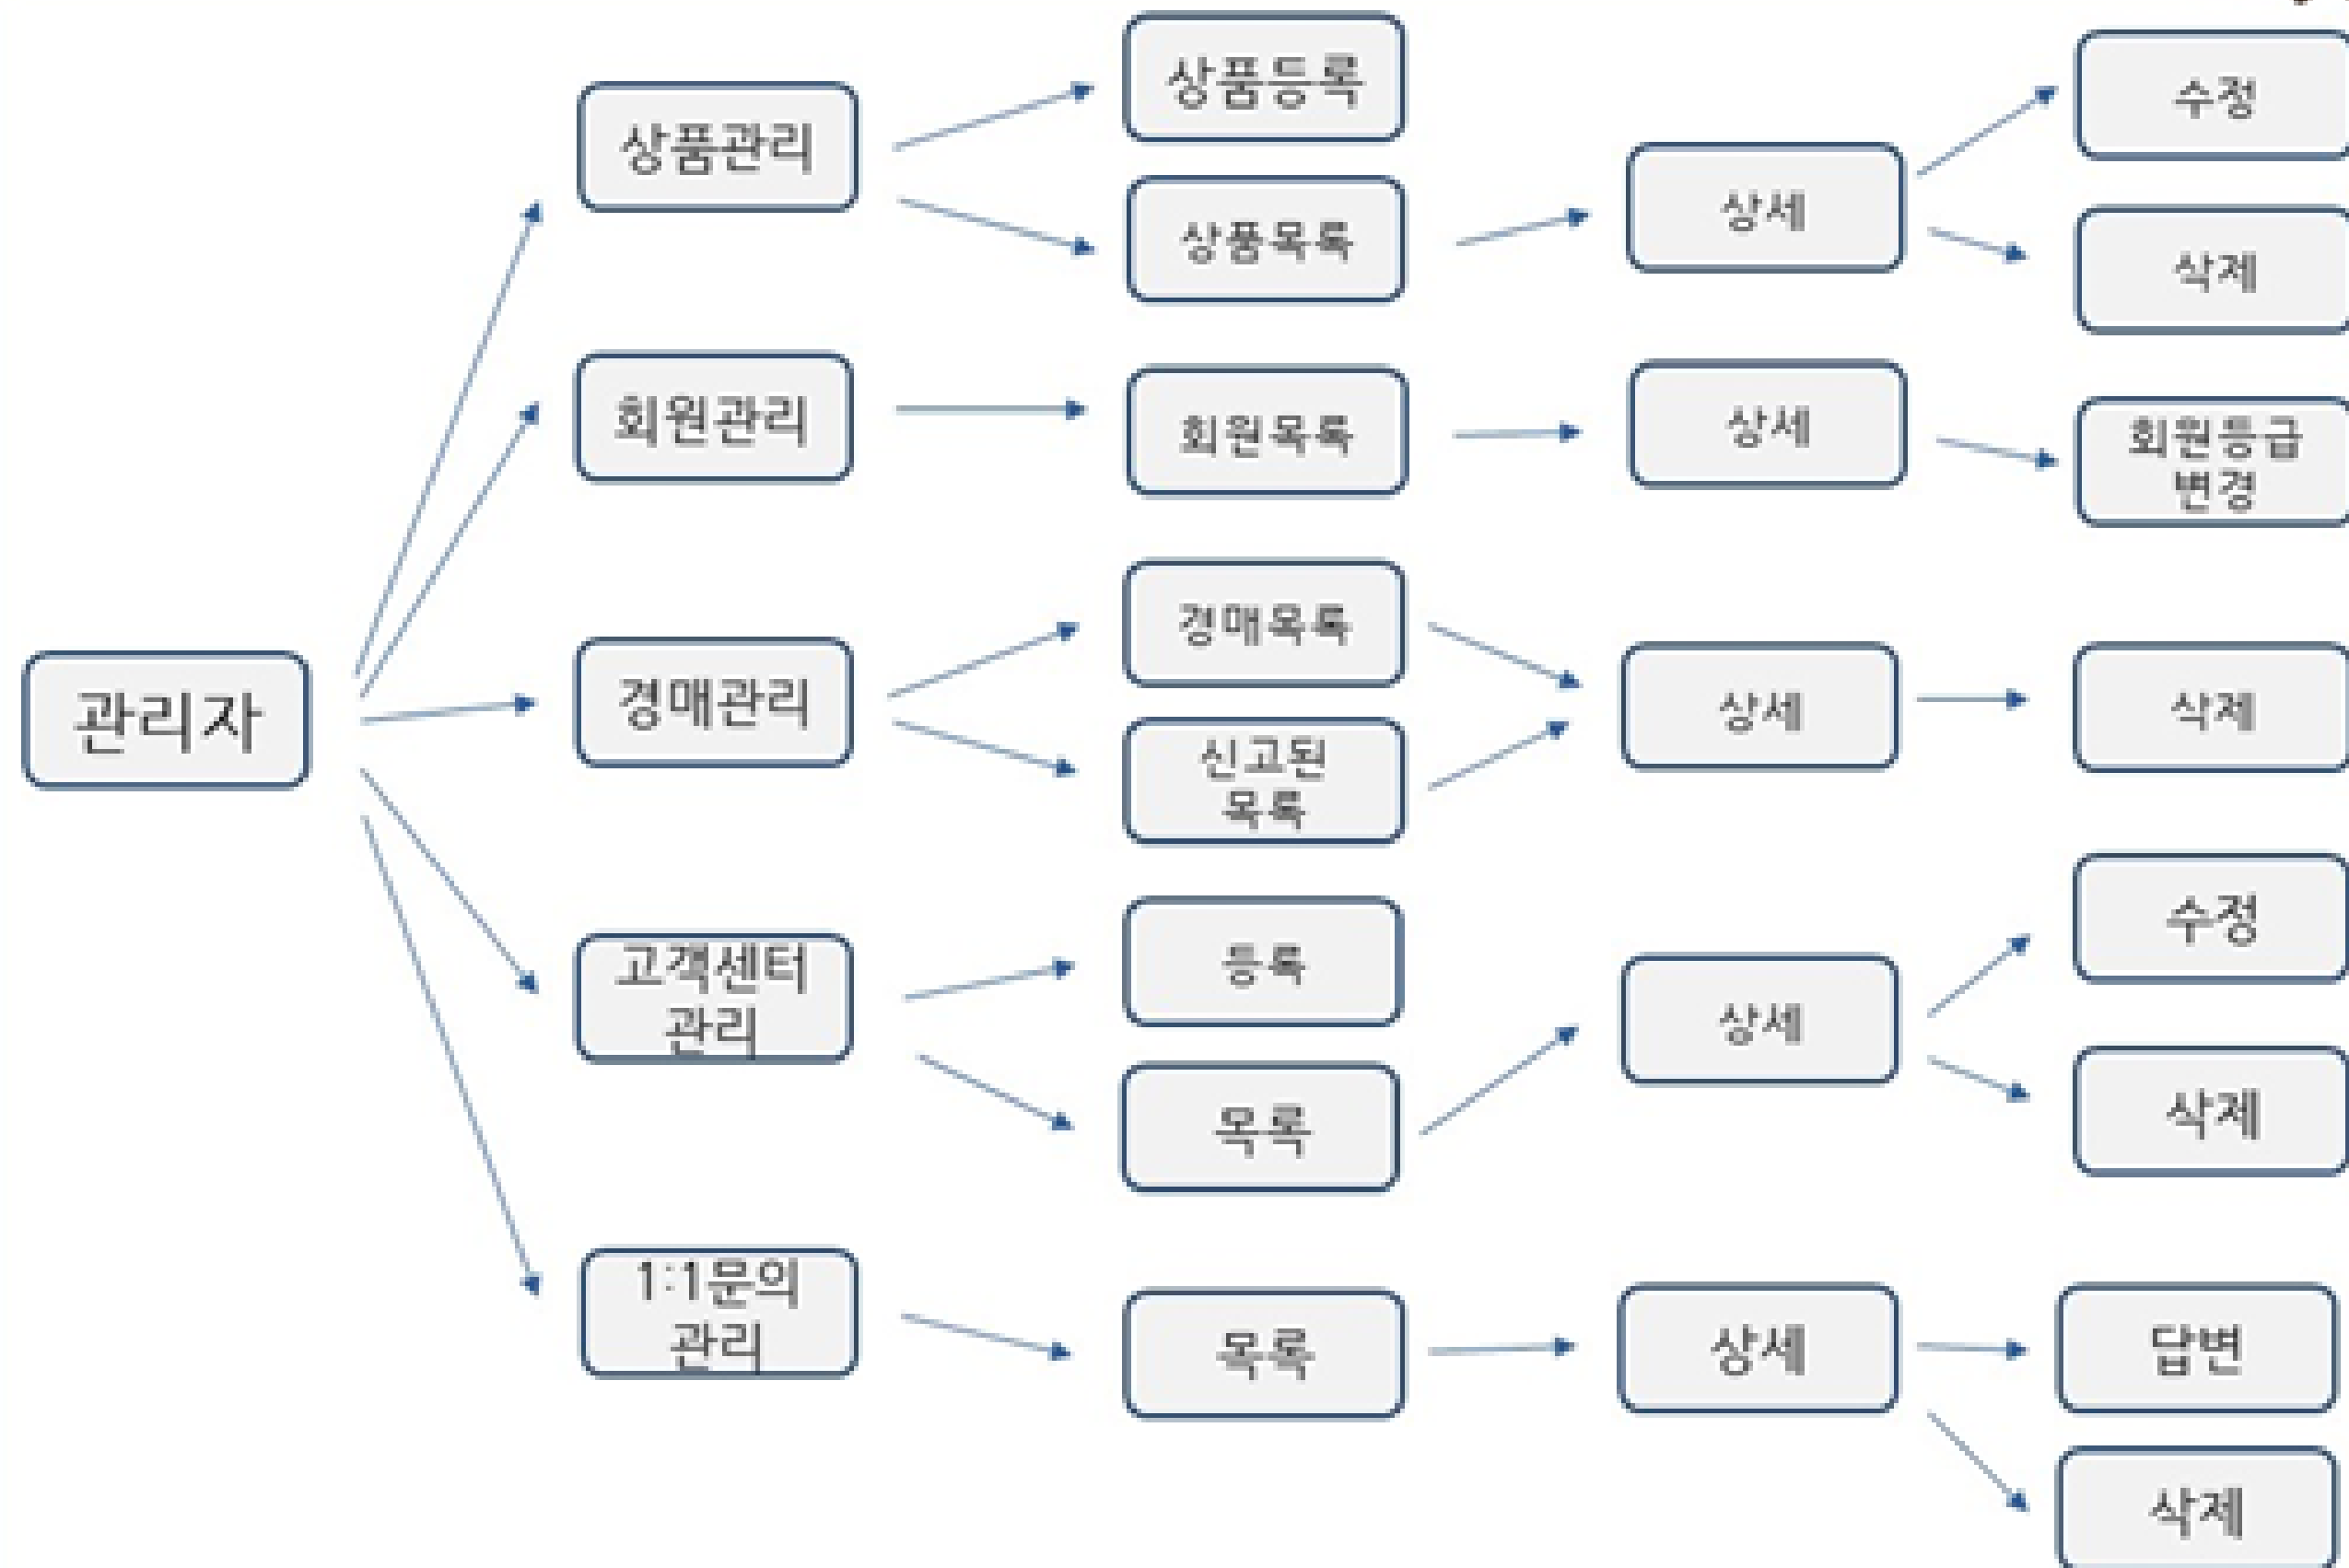 상품등록
수정
상품관리
상세
상품목록
삭제
회원관리
회원목록
상세
회원등급
변경
경매목록
관리자
경매관리
상세
삭제
신고된
목록
수정
고객센터
관리
등록
상세
목록
삭제
1:1문의
관리
목록
상세
답변
삭제